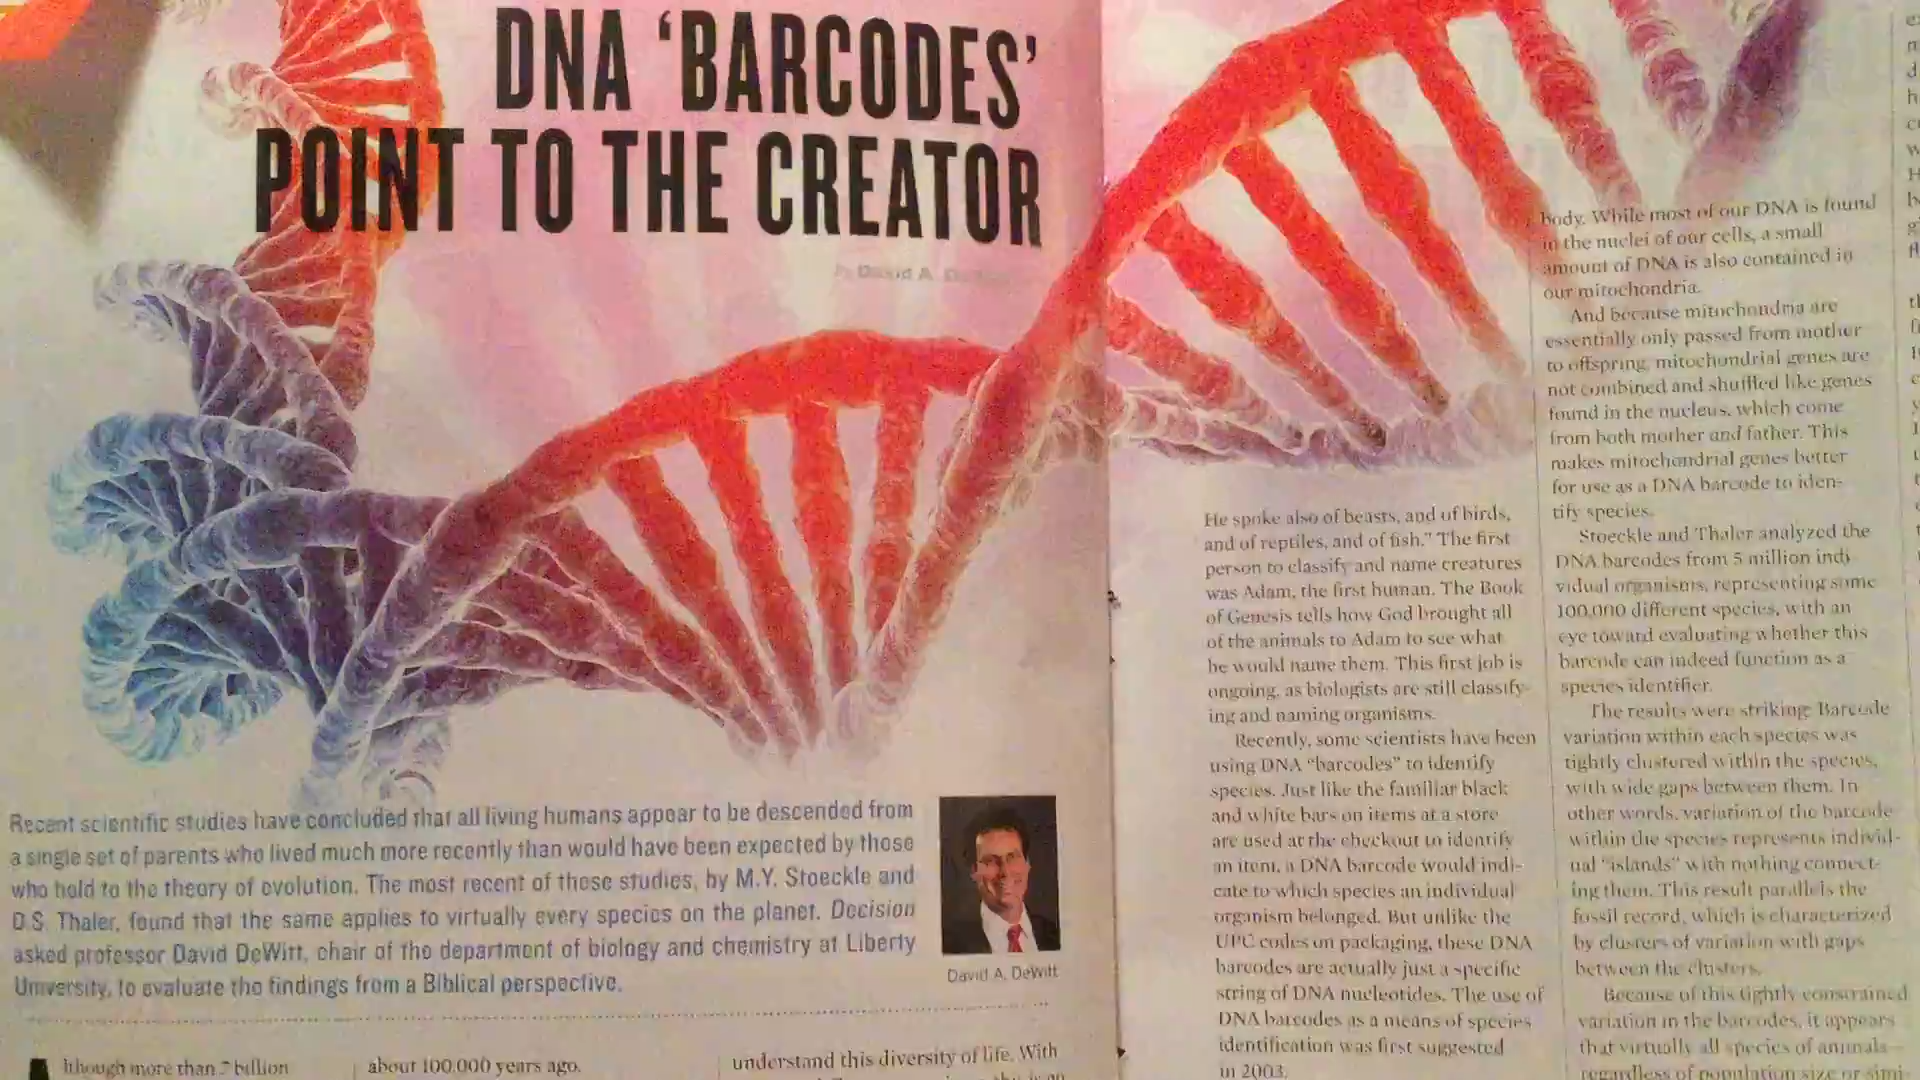 DNA 'BARCODES'
POINT TO THE CREATOR
David A.
Recent scientific studies have concluded that all living humans appear to be descended from
a single set of parents who lived much more recently than would have been expected by those
who hold to the theory of evolution. The most recent of these studies, by M.Y. Stoeckle and
D.S. Thaler, found that the same applies to virtually every species on the planet. Decision
asked professor David DeWitt, chair of the department of biology and chemistry at Liberty
University, to evaluate the findings from a Biblical perspective.
David A. DeWitt
Although more than 7 billion
about 100,000 years ago.
understand this diversity of life. With
He spoke also of beasts, and of birds,
and of reptiles, and of fish." The first
person to classify and name creatures
was Adam, the first human. The Book
of Genesis tells how God brought all
of the animals to Adam to see what
he would name them. This first job is
ongoing, as biologists are still classify-
ing and naming organisms.
Recently, some scientists have been
using DNA "barcodes" to identify
species. Just like the familiar black
and white bars on items at a store
are used at the checkout to identify
an item, a DNA barcode would indi-
cate to which species an individual
organism belonged. But unlike the
UPC codes on packaging, these DNA
barcodes are actually just a specific
string of DNA nucleotides. The use of
DNA barcodes as a means of species
identification was first suggested
in 2003.
body. While most of our DNA is found
in the nuclei of our cells, a small
amount of DNA is also contained in
our mitochondria.
And because mitochondria are
essentially only passed from mother
to offspring, mitochondrial genes are
not combined and shuffled like genes
found in the nucleus, which come
from both mother and father. This
makes mitochondrial genes better
for use as a DNA barcode to iden-
tify species.
Stoeckle and Thaler analyzed the
DNA barcodes from 5 million indi-
vidual organisms, representing some
100,000 different species, with an
eye toward evaluating whether this
barcode can indeed function as a
species identifier.
The results were striking: Barcode
variation within each species was
tightly clustered within the species,
with wide gaps between them. In
other words, variation of the barcode
within the species represents individ-
ual "islands" with nothing connect-
ing them. This result parallels the
fossil record, which is characterized
by clusters of variation with gaps
between the clusters.
Because of this tightly constrained
variation in the barcodes, it appears
that virtually all species of animals—
regardless of population size or simi-